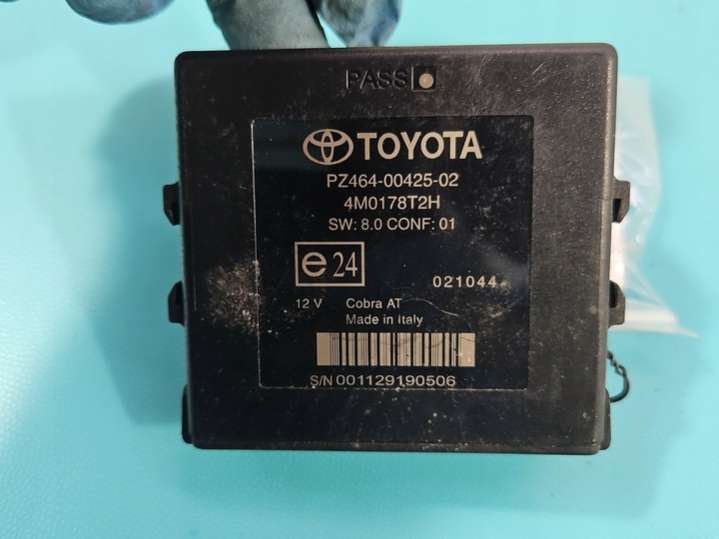 PASS
TOYOTA
PZ464-00425-02
4M0178T2H
SW: 8.0 CONF: 01
e24
021044
12 V Cobra AT
Made in Italy
S/N 001129190506